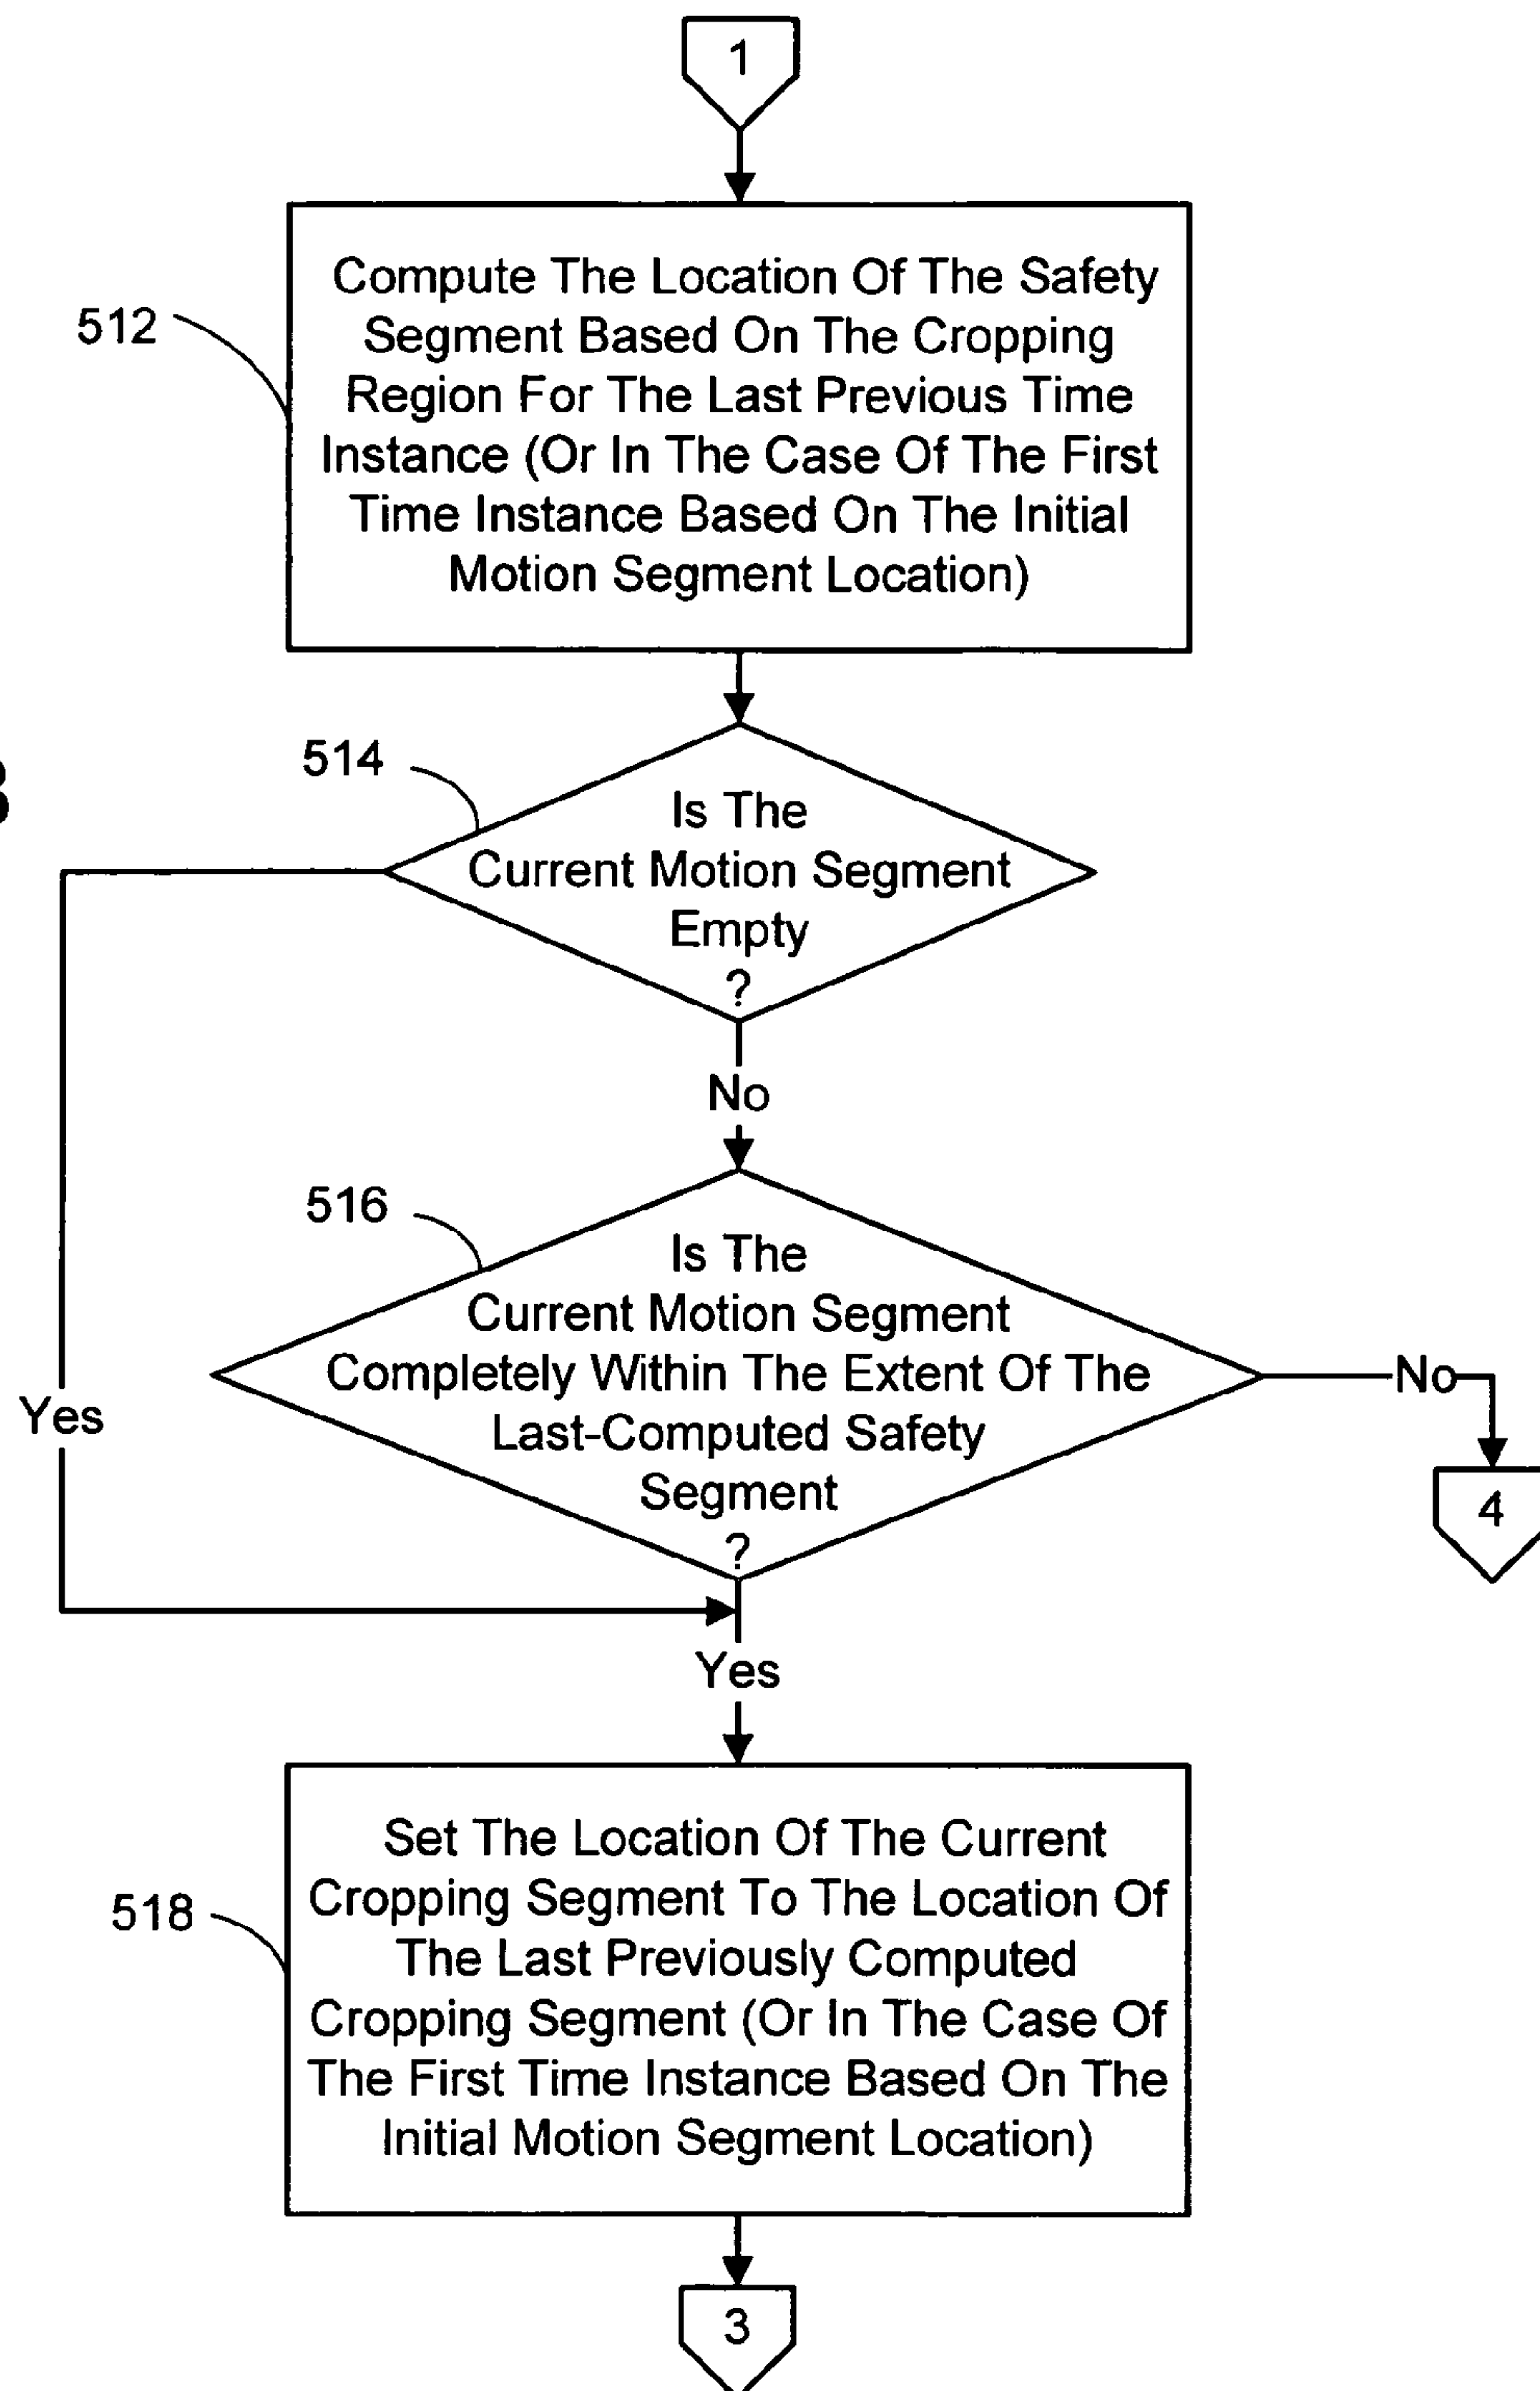 1
512
Compute The Location Of The Safety
Segment Based On The Cropping
Region For The Last Previous Time
Instance (Or In The Case Of The First
Time Instance Based On The Initial
Motion Segment Location)
514
Is The
Current Motion Segment
Empty
?
No
516
Is The
Current Motion Segment
Completely Within The Extent Of The
Last-Computed Safety
Segment
?
No
Yes
4
Yes
518
Set The Location Of The Current
Cropping Segment To The Location Of
The Last Previously Computed
Cropping Segment (Or In The Case Of
The First Time Instance Based On The
Initial Motion Segment Location)
3